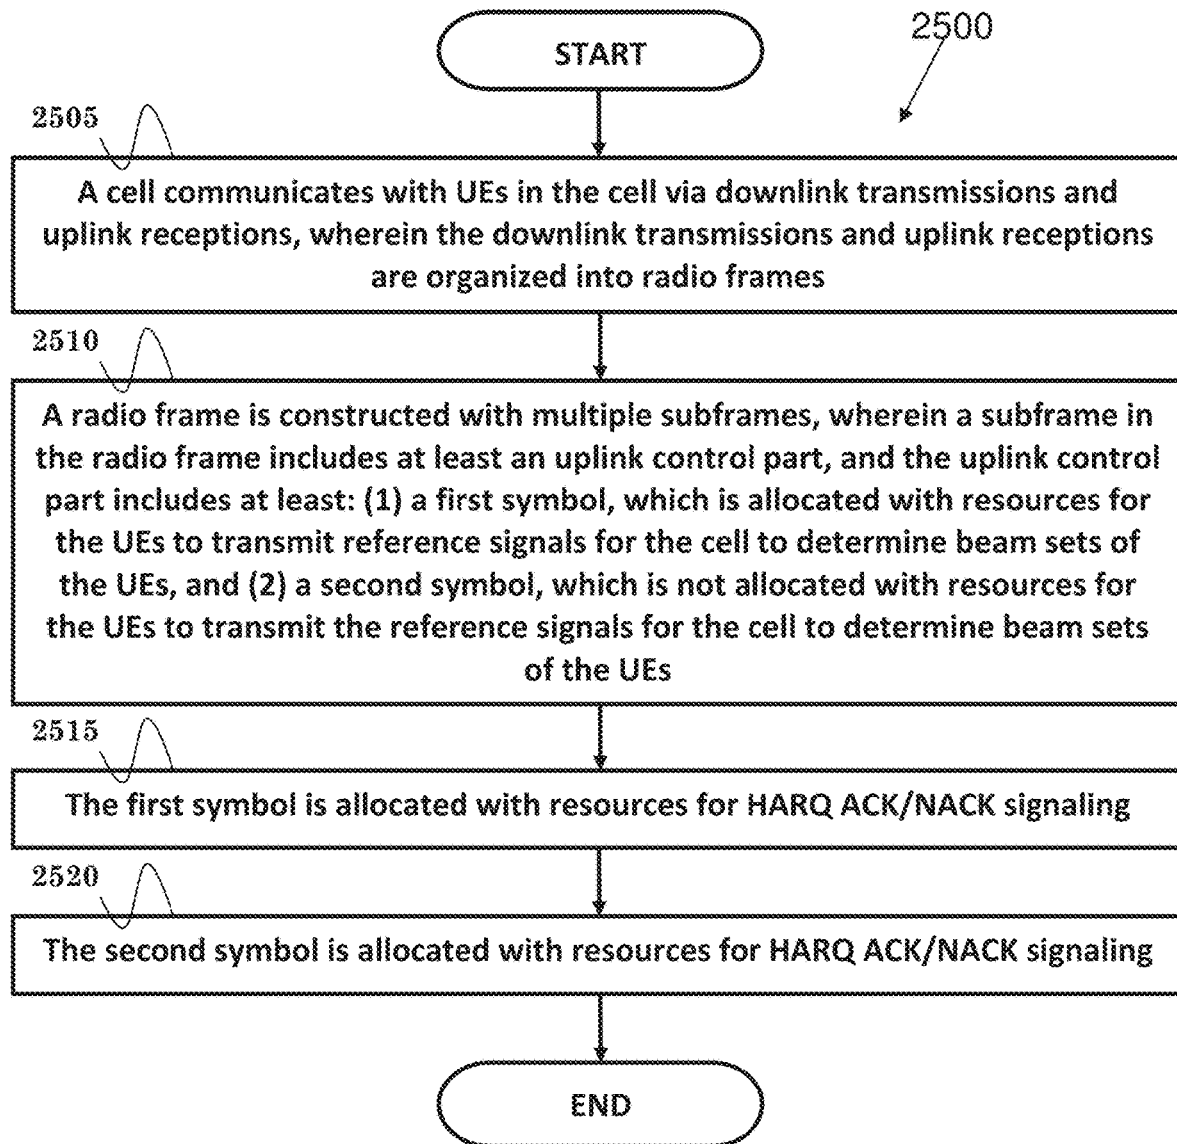 START
2500
2505
A cell communicates with UEs in the cell via downlink transmissions and
uplink receptions, wherein the downlink transmissions and uplink receptions
are organized into radio frames
2510
A radio frame is constructed with multiple subframes, wherein a subframe in
the radio frame includes at least an uplink control part, and the uplink control
part includes at least: (1) a first symbol, which is allocated with resources for
the UEs to transmit reference signals for the cell to determine beam sets of
the UEs, and (2) a second symbol, which is not allocated with resources for
the UEs to transmit the reference signals for the cell to determine beam sets
of the UEs
2515
The first symbol is allocated with resources for HARQ ACK/NACK signaling
2520
The second symbol is allocated with resources for HARQ ACK/NACK signaling
END